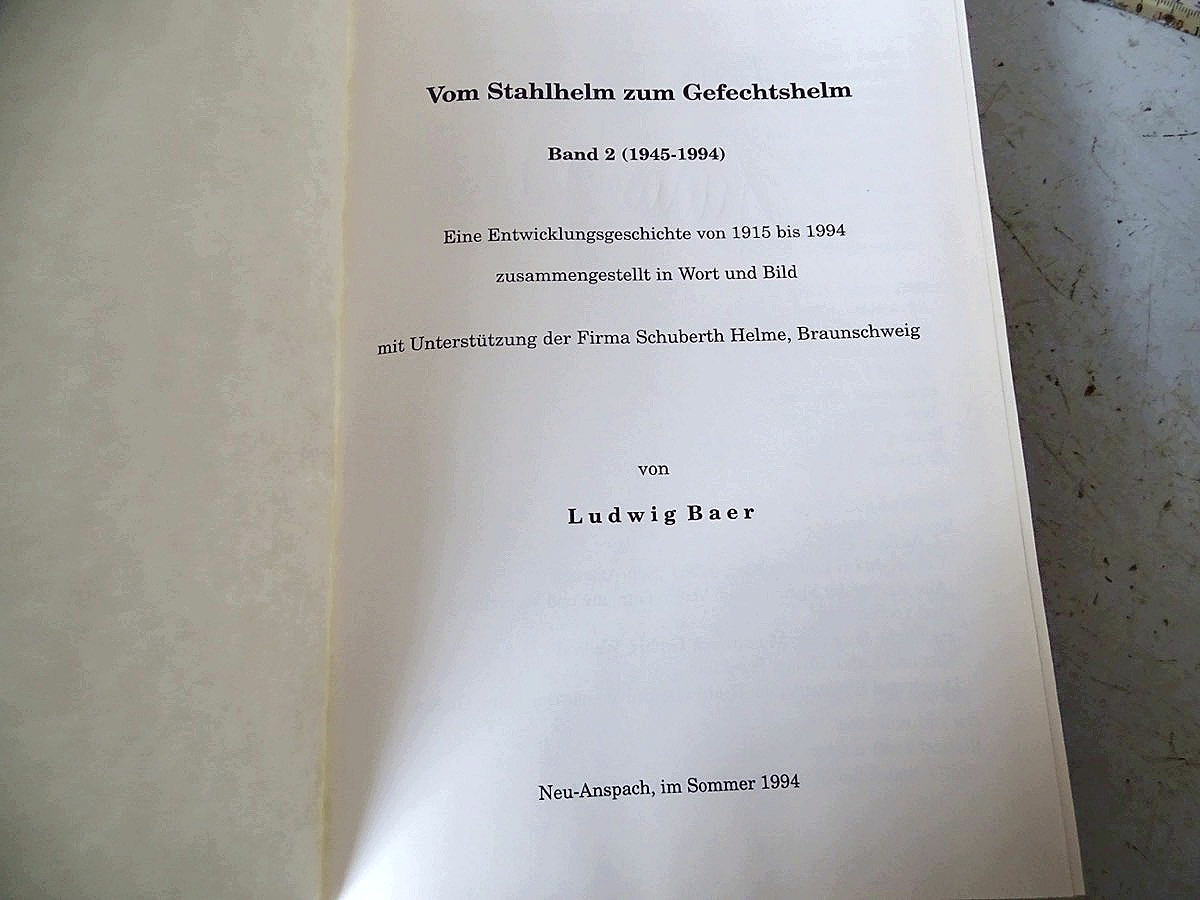 Vom Stahlhelm zum Gefechtshelm
Band 2 (1945-1994)
Eine Entwicklungsgeschichte von 1915 bis 1994
zusammengestellt in Wort und Bild
mit Unterstützung der Firma Schuberth Helme, Braunschweig
von
Ludwig Baer
Neu-Anspach, im Sommer 1994